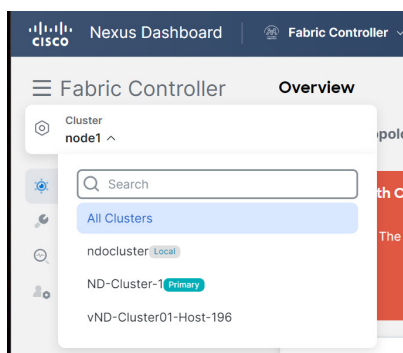 CISCO Nexus Dashboard Fabric Controller
Fabric Controller
Overview
Cluster
node1
Search
All Clusters
ndocluster Local
ND-Cluster-1 Primary
vND-Cluster01-Host-196
The